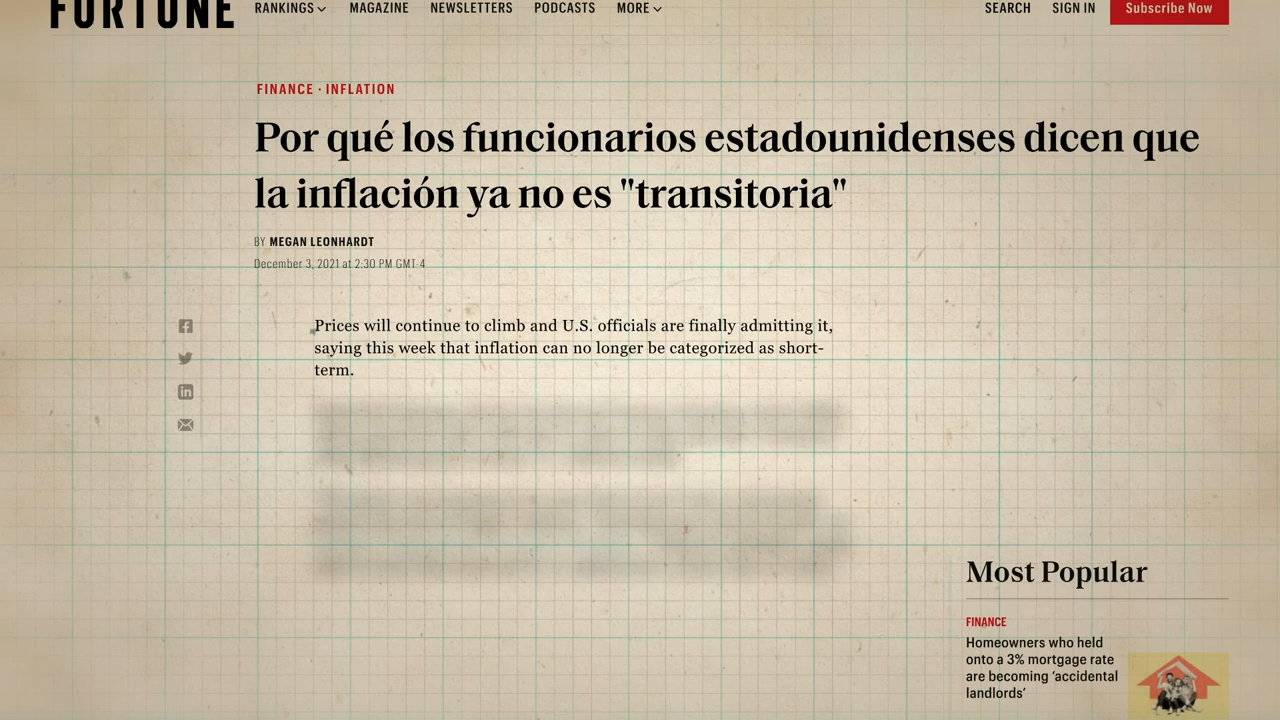 FORTUNE
RANKINGS MAGAZINE NEWSLETTERS PODCASTS MORE SEARCH SIGN IN Subscribe Now
FINANCE · INFLATION
Por qué los funcionarios estadounidenses dicen que
la inflación ya no es "transitoria"
BY MEGAN LEONHARDT
December 3, 2021 at 2:30 PM GMT-4
Prices will continue to climb and U.S. officials are finally admitting it,
saying this week that inflation can no longer be categorized as short-
term.
Most Popular
FINANCE
Homeowners who held
onto a 3% mortgage rate
are becoming ‘accidental
landlords’